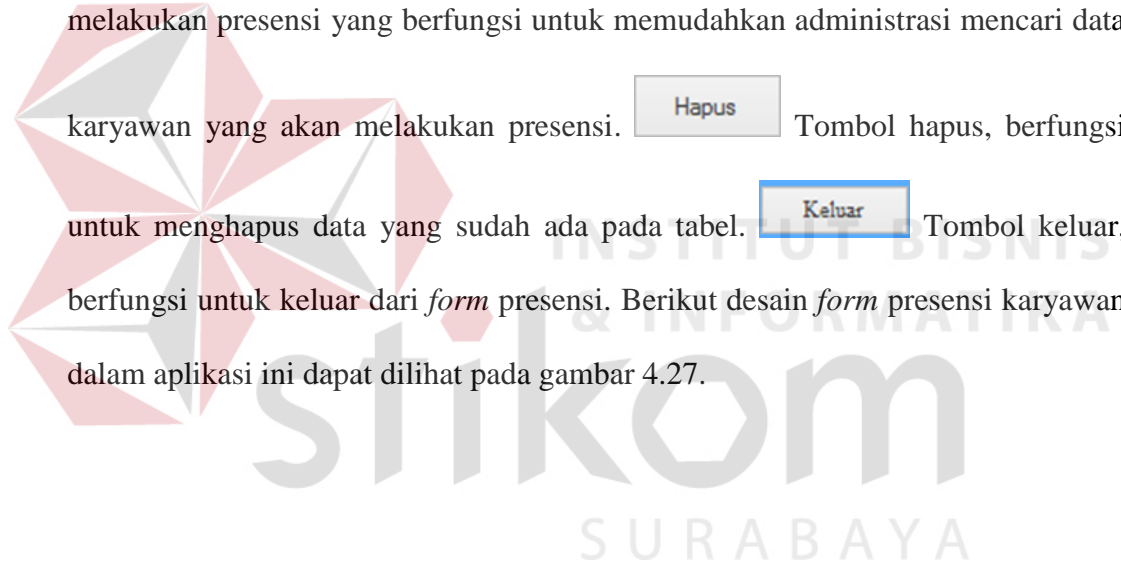 melakukan presensi yang berfungsi untuk memudahkan administrasi mencari data
karyawan yang akan melakukan presensi. Hapus Tombol hapus, berfungsi
untuk menghapus data yang sudah ada pada tabel. Keluar Tombol keluar,
berfungsi untuk keluar dari form presensi. Berikut desain form presensi karyawan
dalam aplikasi ini dapat dilihat pada gambar 4.27.
INSTITUT BISNIS
& INFORMATIKA
stikom
SURABAYA